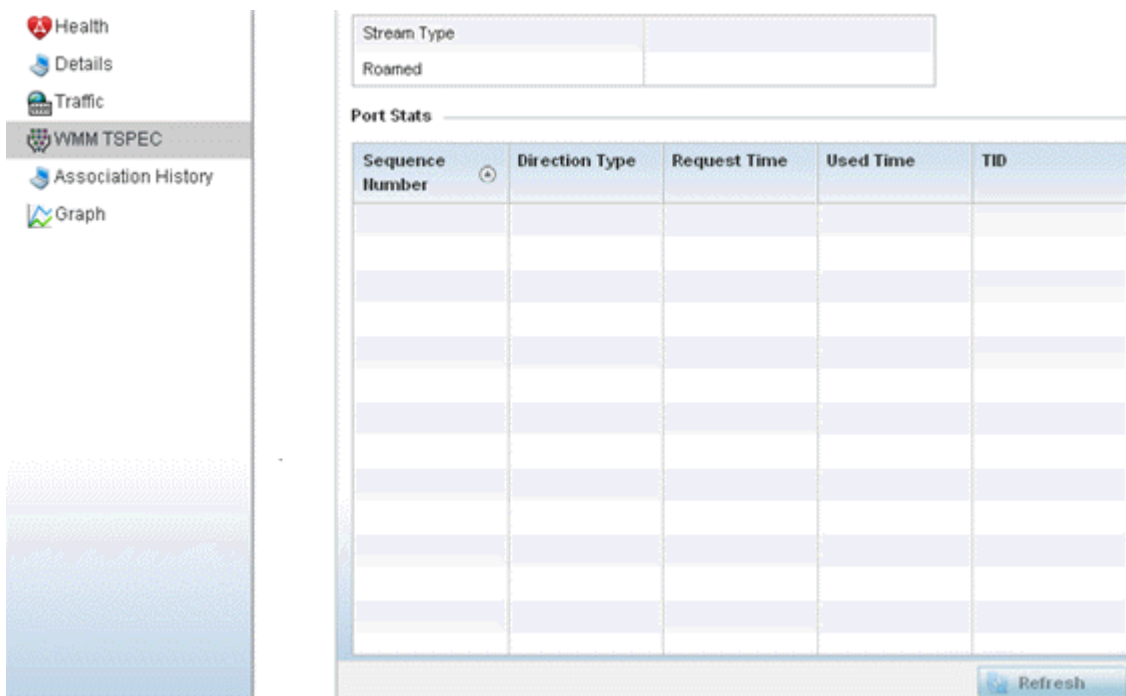 Health
Details
Traffic
WMM TSPEC
Association History
Graph
Stream Type
Roamed
Port Stats
Sequence Number
Direction Type
Request Time
Used Time
TID
Refresh